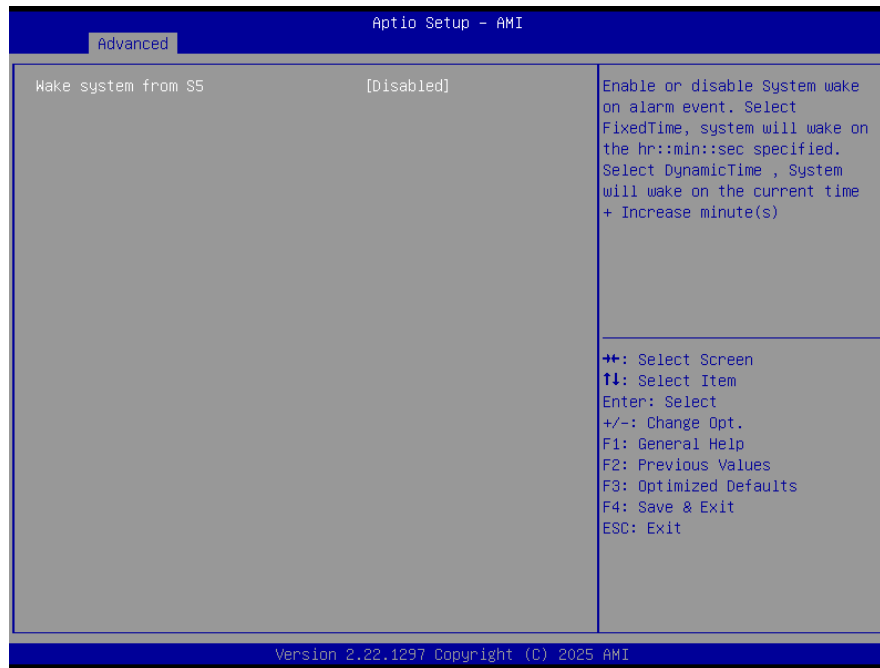 Aptio Setup - AMI
Advanced
Wake system from S5 [Disabled]
Enable or disable System wake
on alarm event. Select
FixedTime, system will wake on
the hr::min::sec specified.
Select DynamicTime , System
will wake on the current time
+ Increase minute(s)
→←: Select Screen
↑↓: Select Item
Enter: Select
+/-: Change Opt.
F1: General Help
F2: Previous Values
F3: Optimized Defaults
F4: Save & Exit
ESC: Exit
Version 2.22.1297 Copyright (C) 2025 AMI